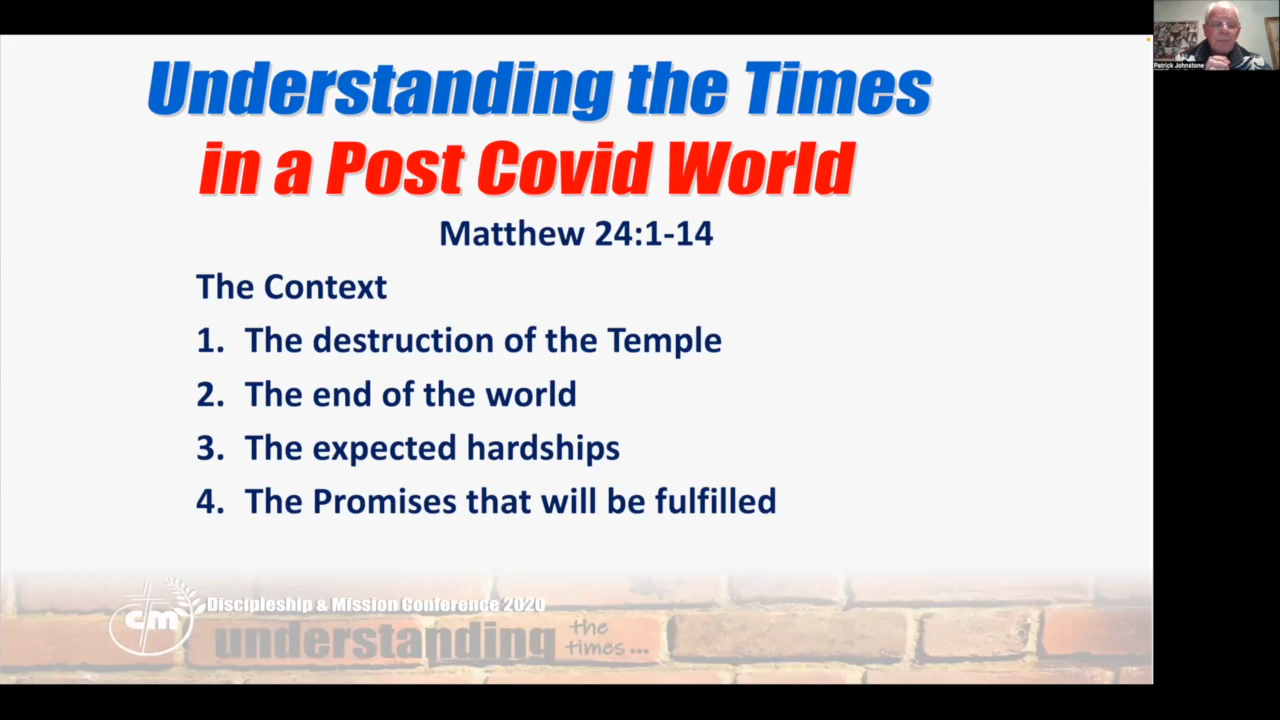 Understanding the Times
in a Post Covid World
Matthew 24:1-14
The Context
1. The destruction of the Temple
2. The end of the world
3. The expected hardships
4. The Promises that will be fulfilled
cm
Discipleship & Mission Conference 2020
understanding the times...
Patrick Johnstone